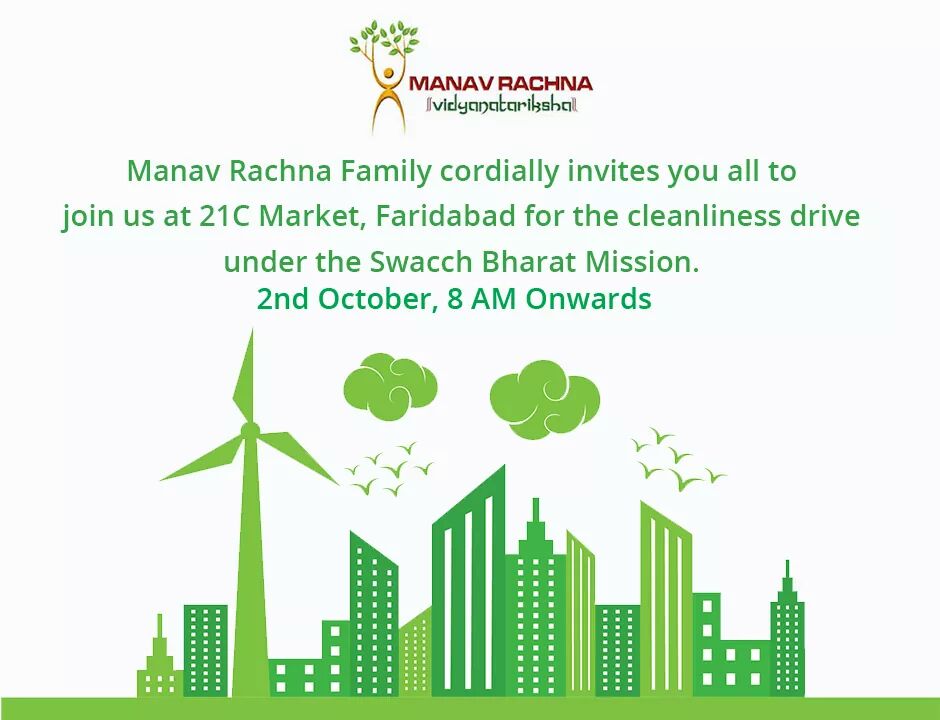 MANAV RACHNA
vidyanatariksha
Manav Rachna Family cordially invites you all to
join us at 21C Market, Faridabad for the cleanliness drive
under the Swacch Bharat Mission.
2nd October, 8 AM Onwards